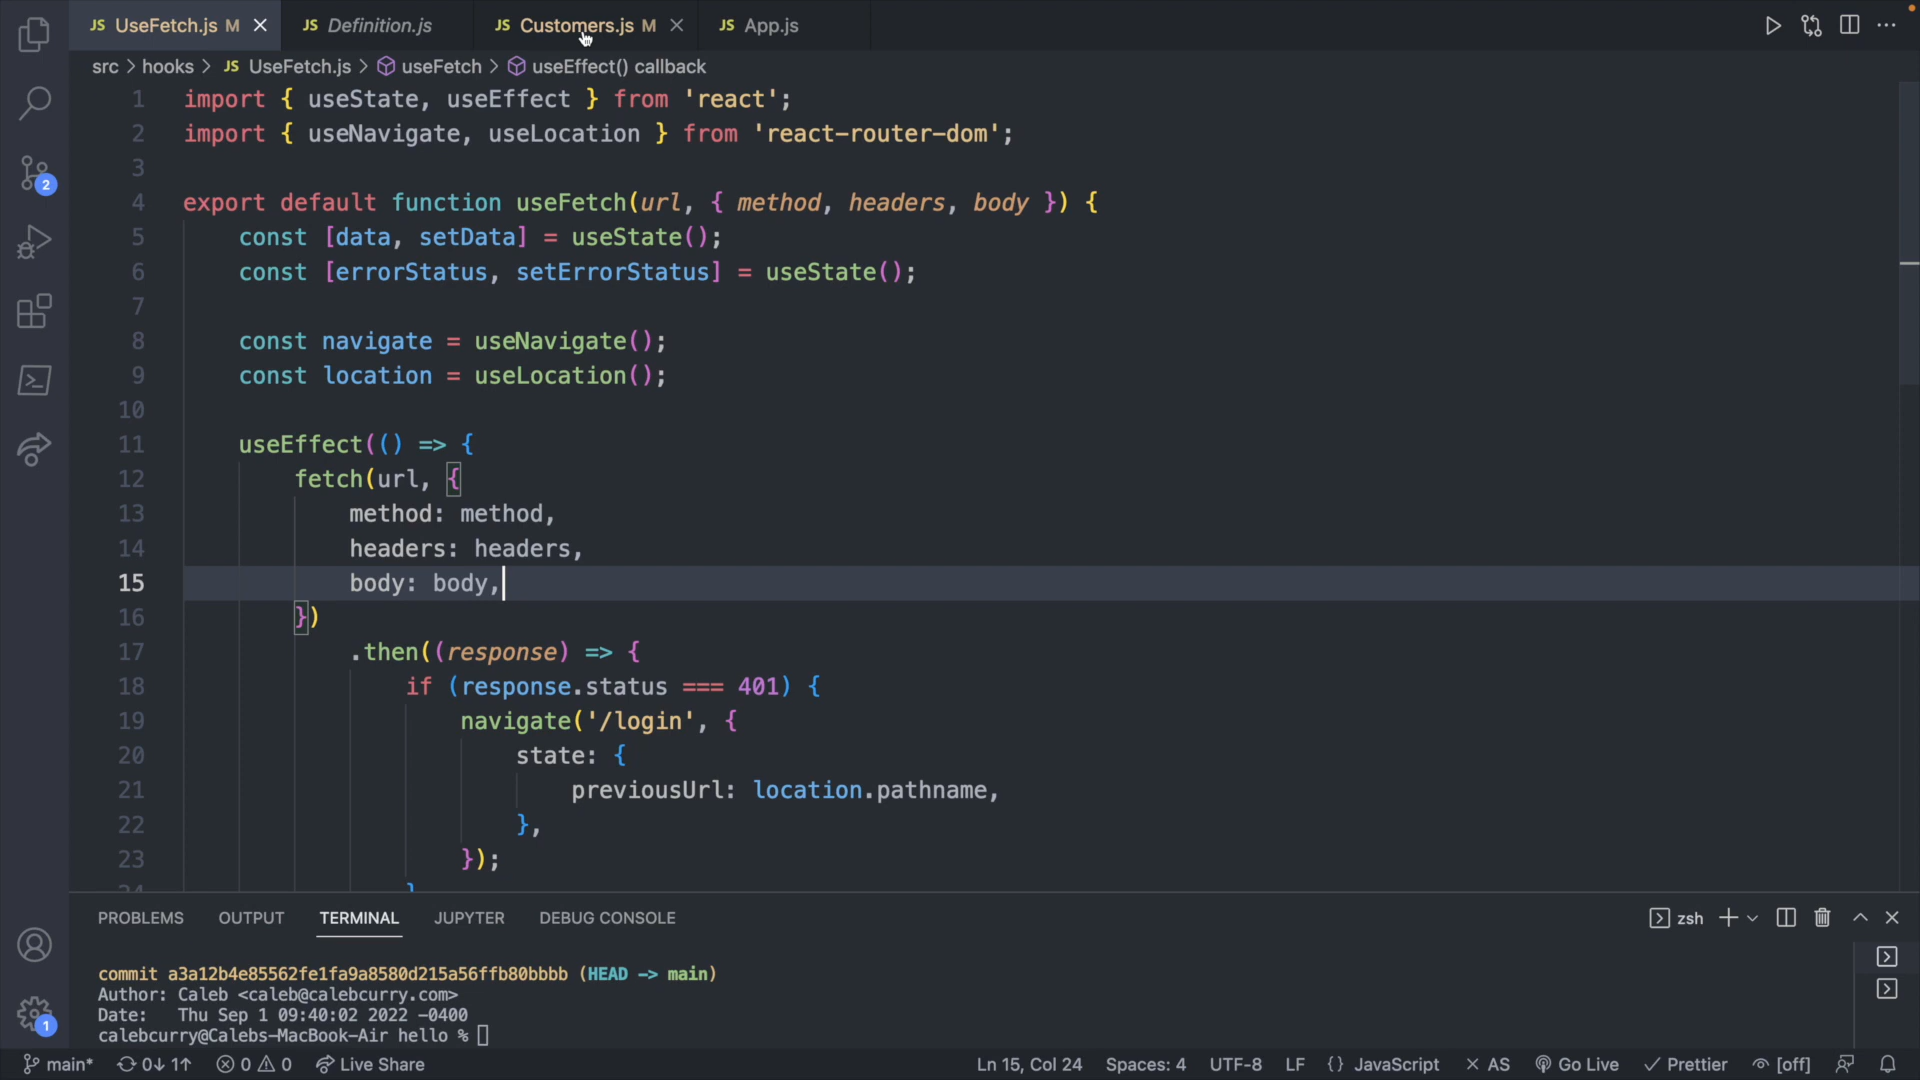 JS UseFetch.js M JS Definition.js JS Customers.js M JS App.js
src > hooks > JS UseFetch.js > useFetch > useEffect() callback
1 import { useState, useEffect } from 'react';
2 import { useNavigate, useLocation } from 'react-router-dom';
3
4 export default function useFetch(url, { method, headers, body }) {
5 const [data, setData] = useState();
6 const [errorStatus, setErrorStatus] = useState();
7
8 const navigate = useNavigate();
9 const location = useLocation();
10
11 useEffect(() => {
12 fetch(url, {
13 method: method,
14 headers: headers,
15 body: body,
16 })
17 .then((response) => {
18 if (response.status === 401) {
19 navigate('/login', {
20 state: {
21 previousUrl: location.pathname,
22 },
23 });
24 }
2
PROBLEMS OUTPUT TERMINAL JUPYTER DEBUG CONSOLE zsh
commit a3a12b4e85562fe1fa9a8580d215a56ffb80bbbb (HEAD -> main)
Author: Caleb <caleb@calebcurry.com>
Date: Thu Sep 1 09:40:02 2022 -0400
calebcurry@Calebs-MacBook-Air hello %
1
main* 0↓ 1↑ 0 0 Live Share Ln 15, Col 24 Spaces: 4 UTF-8 LF {} JavaScript × AS Go Live ✓ Prettier [off]